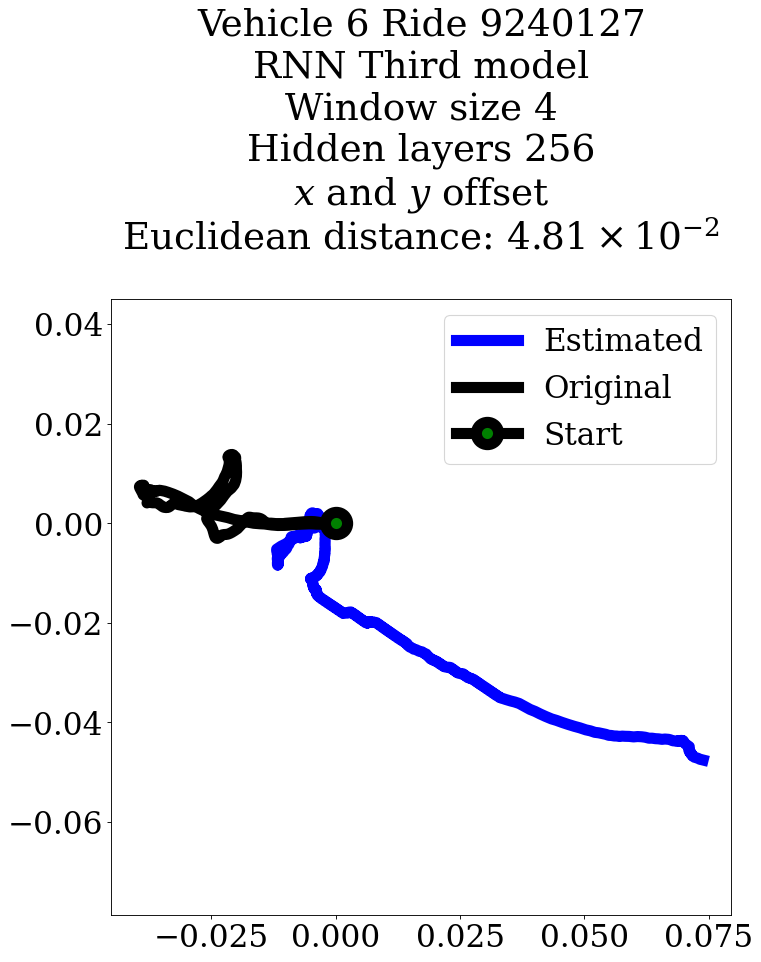 Vehicle 6 Ride 9240127
RNN Third model
Window size 4
Hidden layers 256
x and y offset
Euclidean distance: 4.81 × 10⁻²
Estimated
Original
Start
0.04
0.02
0.00
−0.02
−0.04
−0.06
−0.025 0.000 0.025 0.050 0.075